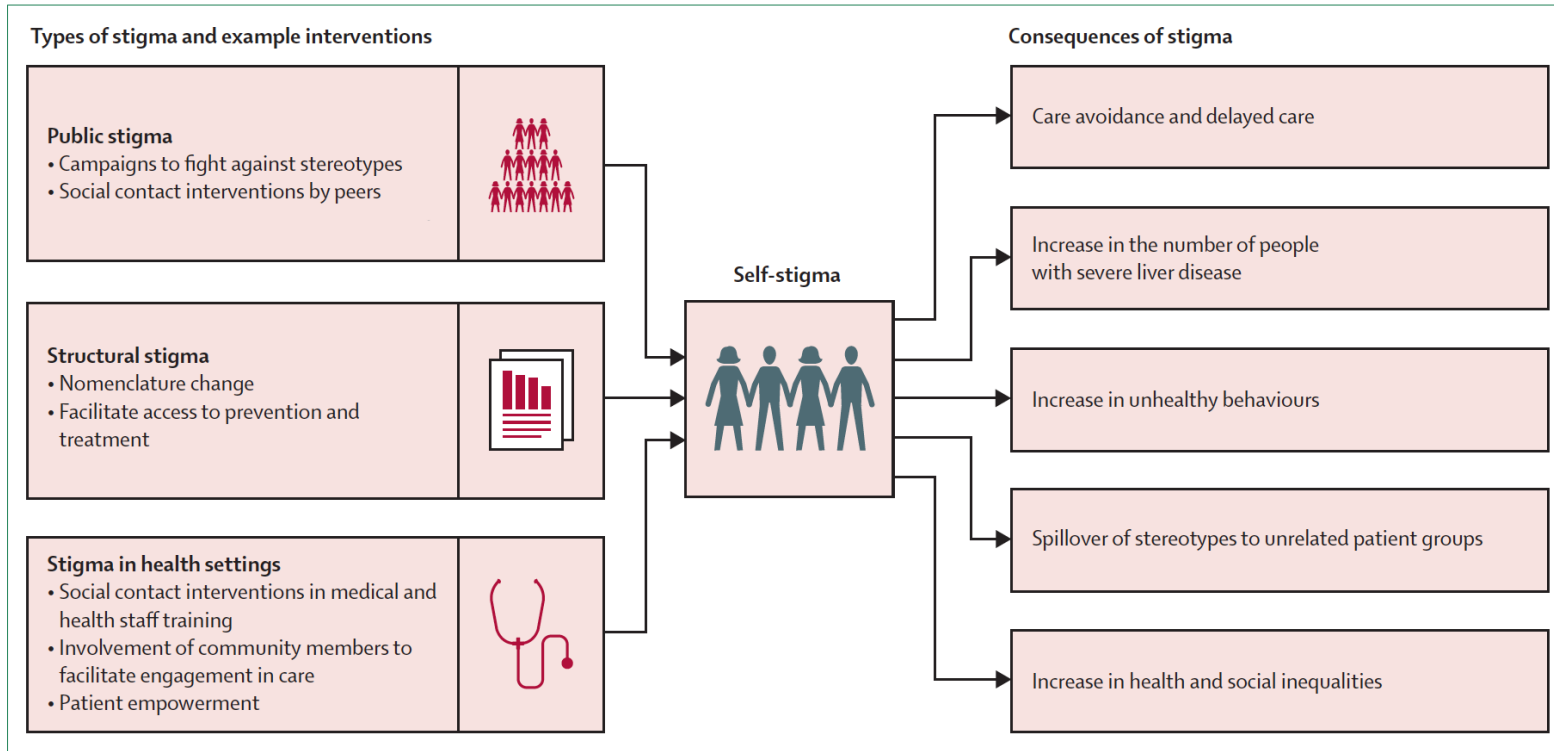 Types of stigma and example interventions
Public stigma
• Campaigns to fight against stereotypes
• Social contact interventions by peers
Structural stigma
• Nomenclature change
• Facilitate access to prevention and
treatment
Stigma in health settings
• Social contact interventions in medical and
health staff training
• Involvement of community members to
facilitate engagement in care
• Patient empowerment
Self-stigma
Consequences of stigma
Care avoidance and delayed care
Increase in the number of people
with severe liver disease
Increase in unhealthy behaviours
Spillover of stereotypes to unrelated patient groups
Increase in health and social inequalities